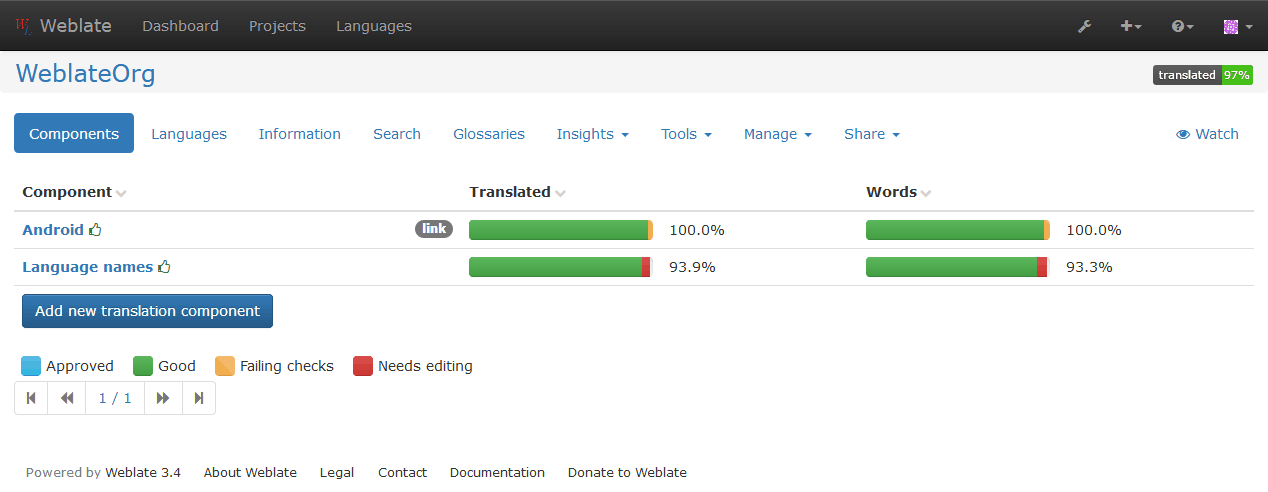 Weblate Dashboard Projects Languages
WeblateOrg translated 97%
Components Languages Information Search Glossaries Insights Tools Manage Share Watch
Component Translated Words
Android link 100.0% 100.0%
Language names 93.9% 93.3%
Add new translation component
Approved Good Failing checks Needs editing
1 / 1
Powered by Weblate 3.4 About Weblate Legal Contact Documentation Donate to Weblate